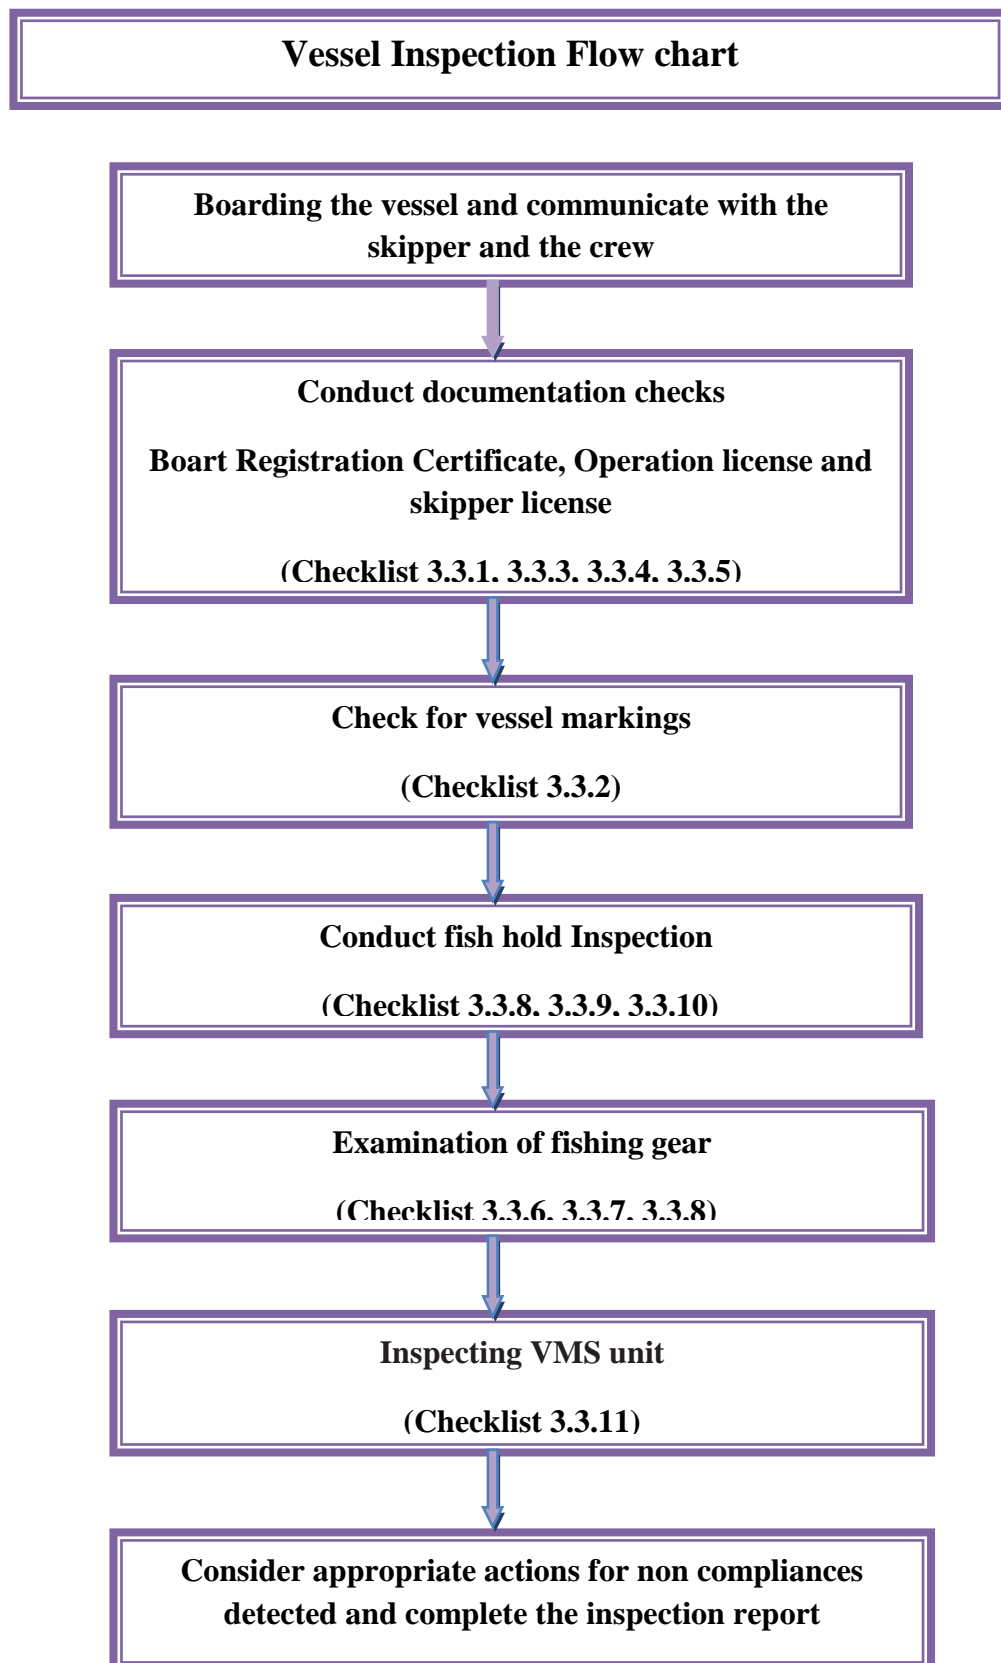 Vessel Inspection Flow chart
Boarding the vessel and communicate with the
skipper and the crew
Conduct documentation checks
Boart Registration Certificate, Operation license and
skipper license
(Checklist 3.3.1, 3.3.3, 3.3.4, 3.3.5)
Check for vessel markings
(Checklist 3.3.2)
Conduct fish hold Inspection
(Checklist 3.3.8, 3.3.9, 3.3.10)
Examination of fishing gear
(Checklist 3.3.6, 3.3.7, 3.3.8)
Inspecting VMS unit
(Checklist 3.3.11)
Consider appropriate actions for non compliances
detected and complete the inspection report